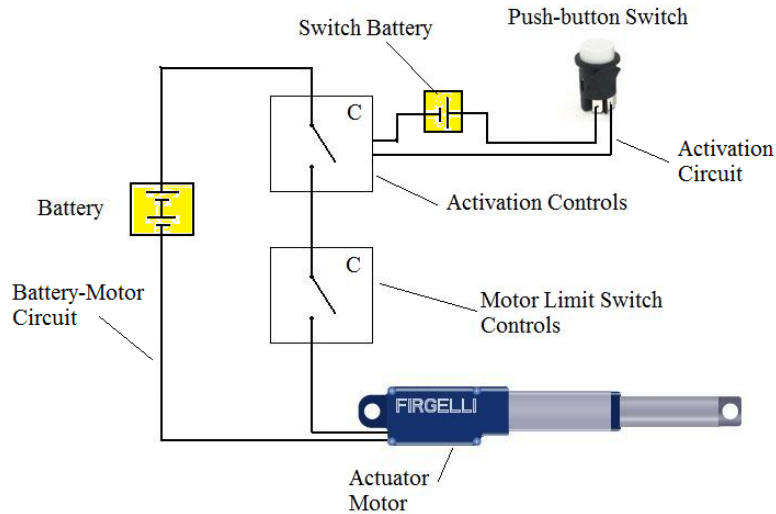 Push-button Switch
Switch Battery
C
Activation
Circuit
Activation Controls
Battery
C
Battery-Motor
Circuit
Motor Limit Switch
Controls
FIRGELLI
Actuator
Motor